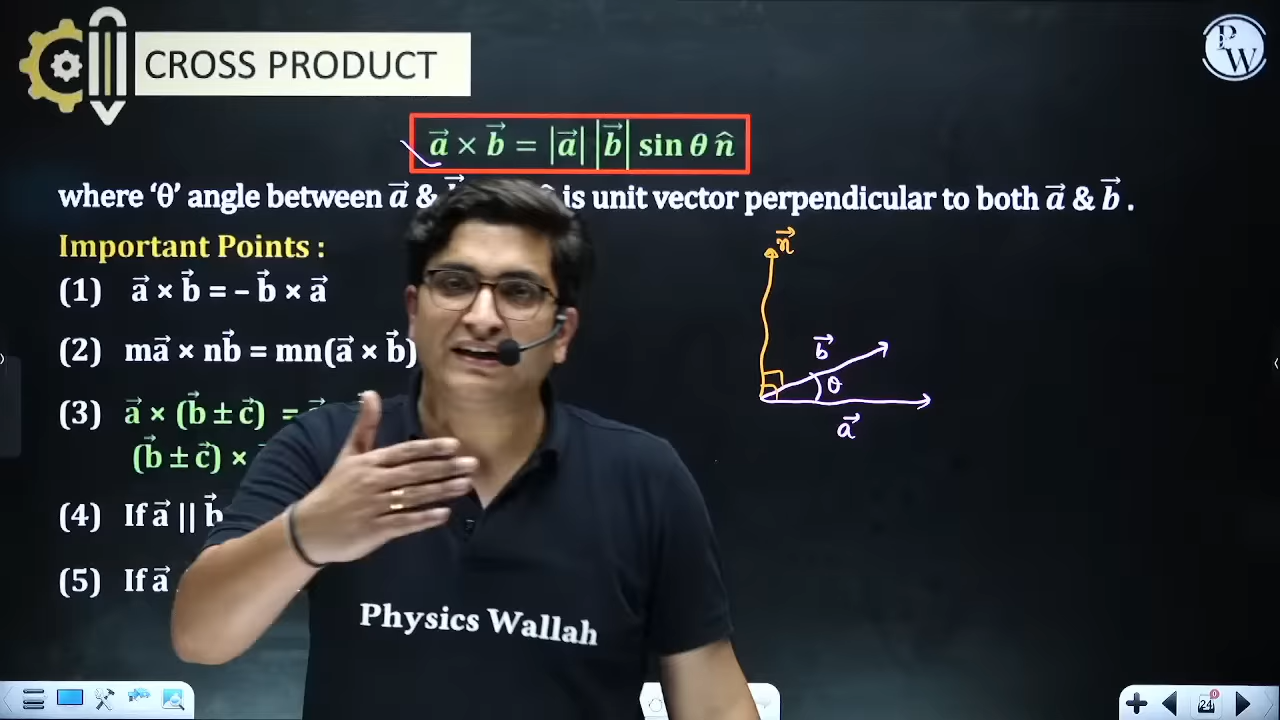 CROSS PRODUCT
PW
a⃗ × b⃗ = |a⃗| |b⃗| sin θ n̂
where ‘θ’ angle between a⃗ & is unit vector perpendicular to both a⃗ & b⃗ .
Important Points :
(1) a⃗ × b⃗ = – b⃗ × a⃗
(2) ma⃗ × nb⃗ = mn(a⃗ × b⃗)
(3) a⃗ × (b⃗ ± c⃗) =
(b⃗ ± c⃗) ×
(4) If a⃗ || b⃗
(5) If a⃗
n⃗
b⃗
θ
a⃗
Physics Wallah
24